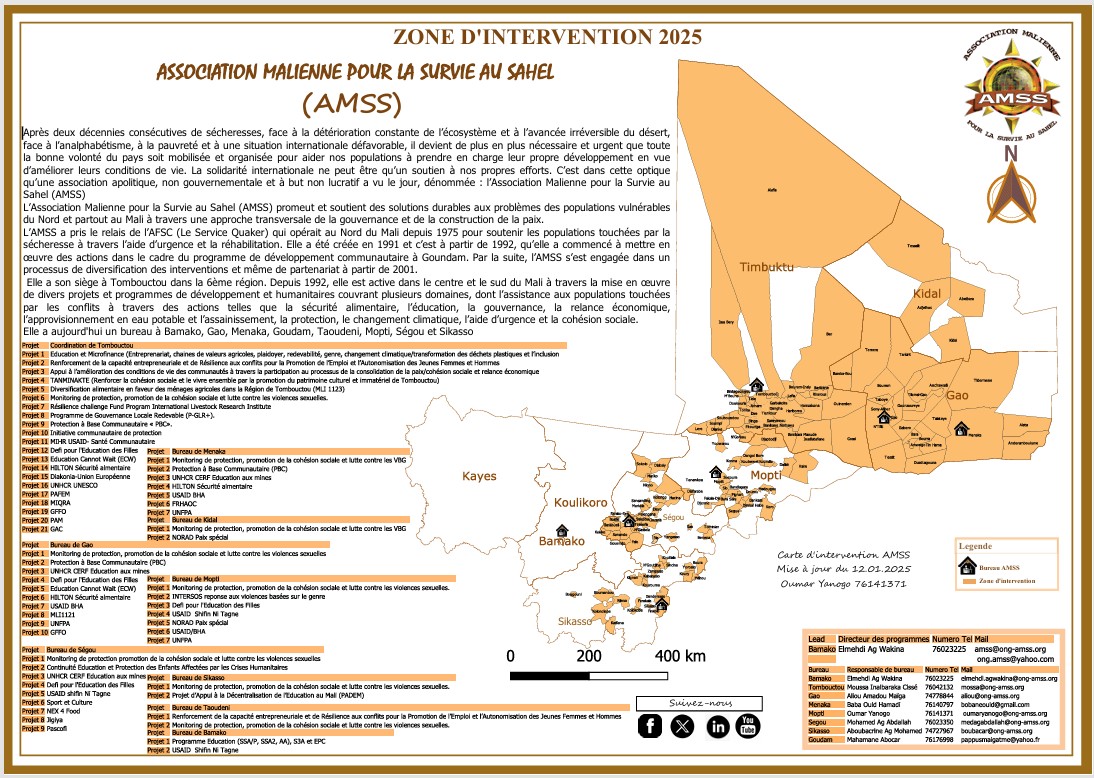 ZONE D'INTERVENTION 2025
ASSOCIATION MALIENNE POUR LA SURVIE AU SAHEL
(AMSS)
ASSOCIATION MALIENNE
AMSS
POUR LA SURVIE AU SAHEL
N
Après deux décennies consécutives de sécheresses, face à la détérioration constante de l'écosystème et à l'avancée irréversible du désert,
face à l'analphabétisme, à la pauvreté et à une situation internationale défavorable, il devient de plus en plus nécessaire et urgent que toute
la bonne volonté du pays soit mobilisée et organisée pour aider nos populations à prendre en charge leur propre développement en vue
d'améliorer leurs conditions de vie. La solidarité internationale ne peut être qu'un soutien à nos propres efforts. C'est dans cette optique
qu'une association apolitique, non gouvernementale et à but non lucratif a vu le jour, dénommée : l'Association Malienne pour la Survie au
Sahel (AMSS)
L'Association Malienne pour la Survie au Sahel (AMSS) promeut et soutient des solutions durables aux problèmes des populations vulnérables
du Nord et partout au Mali à travers une approche transversale de la gouvernance et de la construction de la paix.
L'AMSS a pris le relais de l'AFSC (Le Service Quaker) qui opérait au Nord du Mali depuis 1975 pour soutenir les populations touchées par la
sécheresse à travers l'aide d'urgence et la réhabilitation. Elle a été créée en 1991 et c'est à partir de 1992, qu'elle a commencé à mettre en
œuvre des actions dans le cadre du programme de développement communautaire à Goundam. Par la suite, l'AMSS s'est engagée dans un
processus de diversification des interventions et même de partenariat à partir de 2001.
Elle a son siège à Tombouctou dans la 6ème région. Depuis 1992, elle est active dans le centre et le sud du Mali à travers la mise en œuvre
de divers projets et programmes de développement et humanitaires couvrant plusieurs domaines, dont l'assistance aux populations touchées
par les conflits à travers des actions telles que la sécurité alimentaire, l'éducation, la gouvernance, la relance économique,
l'approvisionnement en eau potable et l'assainissement, la protection, le changement climatique, l'aide d'urgence et la cohésion sociale.
Elle a aujourd'hui un bureau à Bamako, Gao, Menaka, Goudam, Taoudeni, Mopti, Ségou et Sikasso
Projet Coordination de Tombouctou
Projet 1 Education et Microfinance (Entreprenariat, chaines de valeurs agricoles, plaidoyer, redevabilité, genre, changement climatique/transformation des déchets plastiques et l'inclusion
Projet 2 Renforcement de la capacité entrepreneuriale et de Résilience aux conflits pour la Promotion de l'Emploi et l'Autonomisation des Jeunes Femmes et Hommes
Projet 3 Appui à l'amélioration des conditions de vie des communautés à travers la participation au processus de la consolidation de la paix/cohésion sociale et relance économique
Projet 4 TANMINAKTE (Renforcer la cohésion sociale et le vivre ensemble par la promotion du patrimoine culturel et immatériel de Tombouctou)
Projet 5 Diversification alimentaire en faveur des ménages agricoles dans la Région de Tombouctou (MLI 1123)
Projet 6 Monitoring de protection, promotion de la cohésion sociale et lutte contre les violences.
Projet 7 Résilience challenge Fund Program International Livestock Research Institute
Projet 8 Programme de Gouvernance Locale Redevable (P-GLR+).
Projet 9 Protection à Base Communautaire « PBC».
Projet 10 Initiative communautaire de protection
Projet 11 MIHR USAID- Santé Communautaire
Projet 12 Defi pour l'Education des Filles
Projet 13 Education Cannot Wait (ECW)
Projet 14 HILTON Sécurité alimentaire
Projet 15 Diakonia-Union Européenne
Projet 16 UNHCR UNESCO
Projet 17 PAFEM
Projet 18 MIQRA
Projet 19 GFFO
Projet 20 PAM
Projet 21 GAC
Projet Bureau de Menaka
Projet 1 Monitoring de protection, promotion de la cohésion sociale et lutte contre les VBG
Projet 2 Protection à Base Communautaire (PBC)
Projet 3 UNHCR CERF Education aux mines
Projet 4 HILTON Sécurité alimentaire
Projet 5 USAID BHA
Projet 6 FRHAOC
Projet 7 UNFPA
Projet Bureau de Kidal
Projet 1 Monitoring de protection, promotion de la cohésion sociale et lutte contre les VBG
Projet 2 NORAD Paix spécial
Projet Bureau de Gao
Projet 1 Monitoring de protection, promotion de la cohésion sociale et lutte contre les violences sexuelles
Projet 2 Protection à Base Communautaire (PBC)
Projet 3 UNHCR CERF Education aux mines
Projet 4 Defi pour l'Education des Filles
Projet 5 Education Cannot Wait (ECW)
Projet 6 HILTON Sécurité alimentaire
Projet 7 USAID BHA
Projet 8 MLI1121
Projet 9 UNFPA
Projet 10 GFFO
Projet Bureau de Mopti
Projet 1 Monitoring de protection, promotion de la cohésion sociale et lutte contre les violences.
Projet 2 INTERSOS reponse aux violences basées sur le genre
Projet 3 Defi pour l'Education des Filles
Projet 4 USAID Shifin Ni Tagne
Projet 5 NORAD Paix spécial
Projet 6 USAID/BHA
Projet 7 UNFPA
Projet Bureau de Ségou
Projet 1 Monitoring de protection promotion de la cohésion sociale et lutte contre les violences sexuelles
Projet 2 Continuité Education et Protection des Enfants Affectées par les Crises Humanitaires
Projet 3 UNHCR CERF Education aux mines
Projet 4 Defi pour l'Education des Filles
Projet 5 USAID shifin Ni Tagne
Projet 6 Sport et Culture
Projet 7 NEX 4 Food
Projet 8 Jigiya
Projet 9 Pascofi
Projet Bureau de Sikasso
Projet 1 Monitoring de protection, promotion de la cohésion sociale et lutte contre les violences sexuelles.
Projet 2 Projet d'Appui à la Décentralisation de l'Education au Mali (PADEM)
Projet Bureau de Taoudeni
Projet 1 Renforcement de la capacité entrepreneuriale et de Résilience aux conflits pour la Promotion de l'Emploi et l'Autonomisation des Jeunes Femmes et Hommes
Projet 2 Monitoring de protection, promotion de la cohésion sociale et lutte contre les violences.
Projet Bureau de Bamako
Projet 1 Programme Education (SSA/P, SSA2, AA), S3A et EPC
Projet 2 USAID Shifin Ni Tagne
Timbuktu
Kidal
Gao
Mopti
Kayes
Koulikoro
Ségou
Bamako
Sikasso
Menaka
0 200 400 km
Suivez-nous
You
Tube
Carte d'intervention AMSS
Mise à jour du 12.01.2025
Oumar Yanogo 76141371
Legende
Bureau AMSS
Zone d'intervention
Lead Directeur des programmes Numero Tel Mail
Bamako Elmehdi Ag Wakina 76023225 amss@ong-amss.org
ong.amss@yahoo.com
Bureau Responsable de bureau Numero Tel Mail
Bamako Elmehdi Ag Wakina 76023225 elmehdi.agwakina@ong-amss.org
Tombouctou Moussa Inalbaraka Cissé 76042132 mossa@ong-amss.org
Gao Aliou Amadou Maïga 74778844 aliou@ong-amss.org
Menaka Baba Ould Hamadi 76140797 bobaneould@gmail.com
Mopti Oumar Yanogo 76141371 oumaryanogo@ong-amss.org
Segou Mohamed Ag Abdallah 76023350 medagabdallah@ong-amss.org
Sikasso Aboubacrine Ag Mohamed 74727967 boubacar@ong-amss.org
Goudam Mahamane Abocar 76176998 pappusmaigatme@yahoo.fr